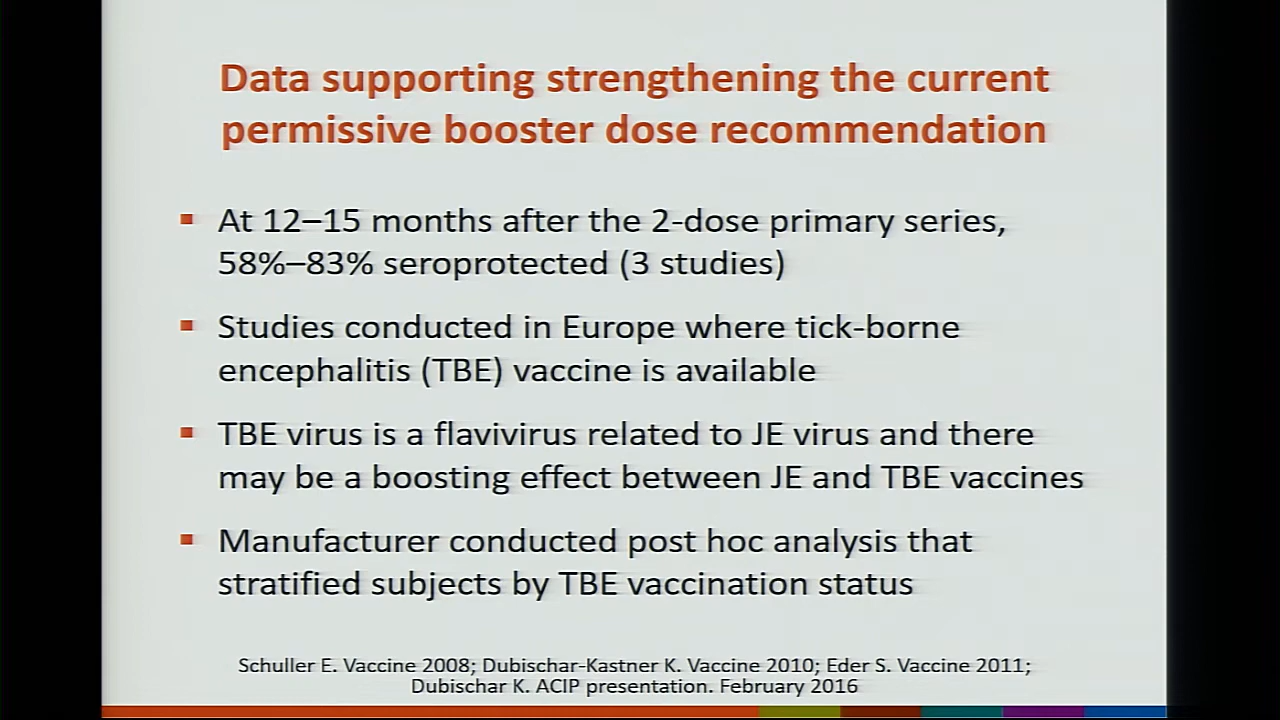 Data supporting strengthening the current
permissive booster dose recommendation
At 12–15 months after the 2-dose primary series,
58%–83% seroprotected (3 studies)
Studies conducted in Europe where tick-borne
encephalitis (TBE) vaccine is available
TBE virus is a flavivirus related to JE virus and there
may be a boosting effect between JE and TBE vaccines
Manufacturer conducted post hoc analysis that
stratified subjects by TBE vaccination status
Schuller E. Vaccine 2008; Dubischar-Kastner K. Vaccine 2010; Eder S. Vaccine 2011;
Dubischar K. ACIP presentation. February 2016